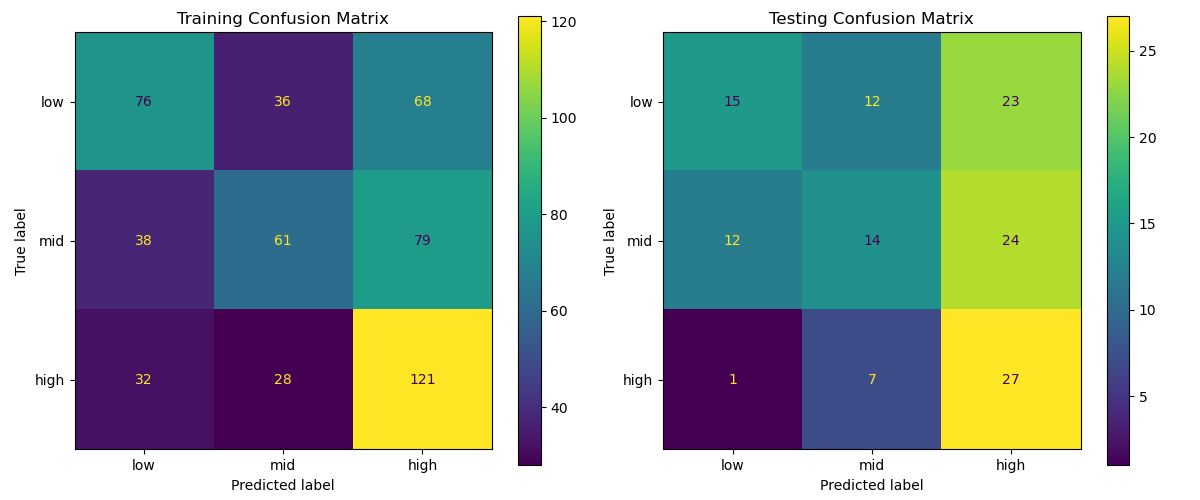 Training Confusion Matrix
low 76 36 68
mid 38 61 79
high 32 28 121
low mid high
Predicted label
True label
120
100
80
60
40
Testing Confusion Matrix
low 15 12 23
mid 12 14 24
high 1 7 27
low mid high
Predicted label
True label
25
20
15
10
5